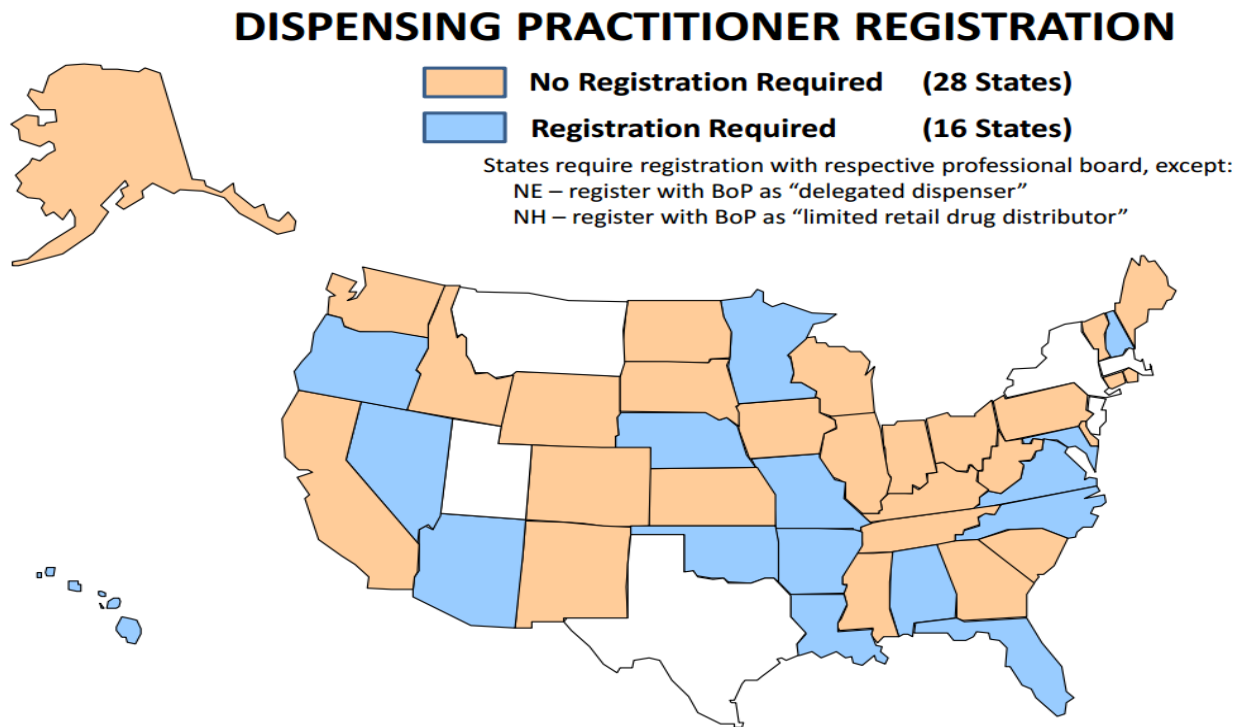 DISPENSING PRACTITIONER REGISTRATION
No Registration Required (28 States)
Registration Required (16 States)
States require registration with respective professional board, except:
NE – register with BoP as “delegated dispenser”
NH – register with BoP as “limited retail drug distributor”